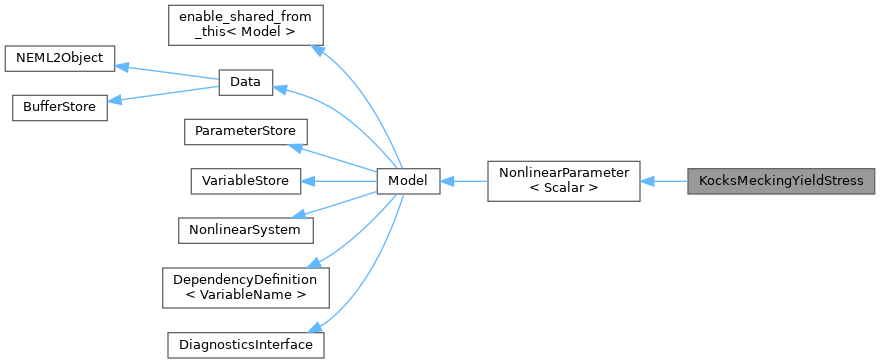 enable_shared_from
_this< Model >
NEML2Object
Data
BufferStore
ParameterStore
VariableStore
Model
NonlinearParameter
< Scalar >
KocksMeckingYieldStress
NonlinearSystem
DependencyDefinition
< VariableName >
DiagnosticsInterface